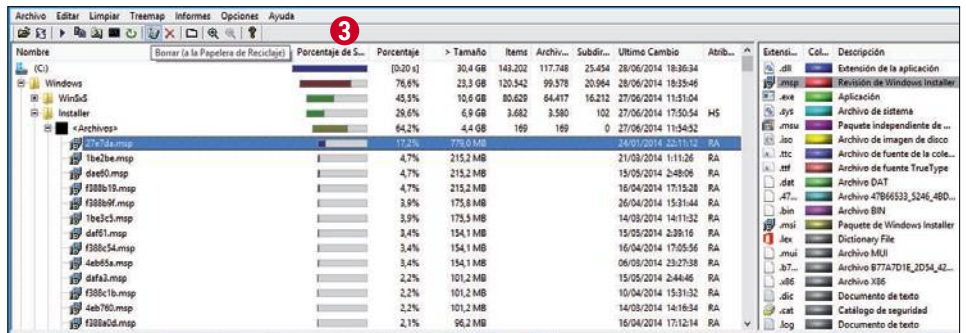 Archivo Editar Limpiar Treemap Informes Opciones Ayuda
3
Nombre Porcentaje de S... Porcentaje > Tamaño Items Archiv... Subdir... Ultimo Cambio Atrib...
Borrar (a la Papelera de Reciclaje)
(C:) [0:20 s] 30,4 GB 143.202 117.748 25.454 28/06/2014 18:36:34
Windows 76,6% 23,3 GB 120.542 99.578 20.964 28/06/2014 18:35:46
WinSxS 45,5% 10,6 GB 80.629 64.417 16.212 27/06/2014 11:51:04
Installer 29,6% 6,9 GB 3.682 3.580 102 27/06/2014 17:50:54 HS
<Archivos> 64,2% 4,4 GB 169 169 0 27/06/2014 11:54:52
27e7da.msp 17,2% 779,0 MB 24/01/2014 22:11:12 RA
1be2be.msp 4,7% 215,2 MB 21/03/2014 1:11:26 RA
dee60.msp 4,7% 215,2 MB 15/05/2014 2:48:06 RA
f388b19.msp 4,7% 215,2 MB 16/04/2014 17:15:28 RA
f388b9f.msp 3,9% 175,8 MB 26/04/2014 15:31:44 RA
1be3c5.msp 3,9% 175,5 MB 14/03/2014 14:11:32 RA
daf61.msp 3,4% 154,1 MB 15/05/2014 2:39:16 RA
f388c54.msp 3,4% 154,1 MB 16/04/2014 17:05:56 RA
4eb65a.msp 3,4% 154,1 MB 06/03/2014 23:27:38 RA
dafa3.msp 2,2% 101,2 MB 15/05/2014 2:44:46 RA
f388c1b.msp 2,2% 101,2 MB 10/04/2014 15:31:32 RA
4eb760.msp 2,2% 101,2 MB 14/03/2014 14:16:34 RA
f388a0d.msp 2,1% 96,2 MB 16/04/2014 17:12:14 RA
Extensi... Col... Descripción
.dll Extensión de la aplicación
.msp Revisión de Windows Installer
.exe Aplicación
.sys Archivo de sistema
.msu Paquete independiente de ...
.iso Archivo de imagen de disco
.ttc Archivo de fuente de la cole...
.ttf Archivo de fuente TrueType
.dat Archivo DAT
.47... Archivo 47B66533_5246_4BD...
.bin Archivo BIN
.msi Paquete de Windows Installer
.lex Dictionary File
.mui Archivo MUI
.b7... Archivo B77A7D1E_2D54_42...
.x86 Archivo X86
.dic Documento de texto
.cat Catálogo de seguridad
.log Documento de texto